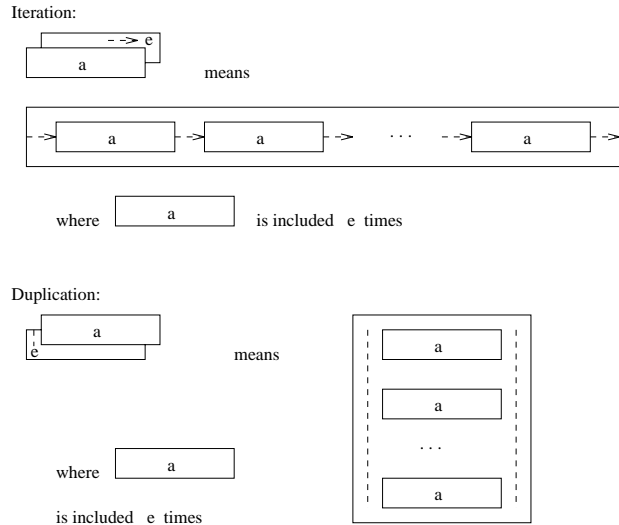 Iteration:
e
a
means
a a . . . a
where a is included e times
Duplication:
a
e
means
a
a
. . .
a
where a
is included e times